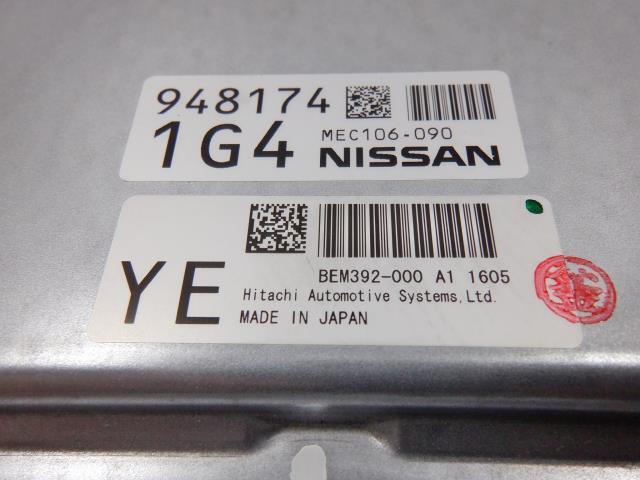 948174
1G4 MEC106-090
NISSAN
YE
BEM392-000 A1 1605
Hitachi Automotive Systems,Ltd.
MADE IN JAPAN